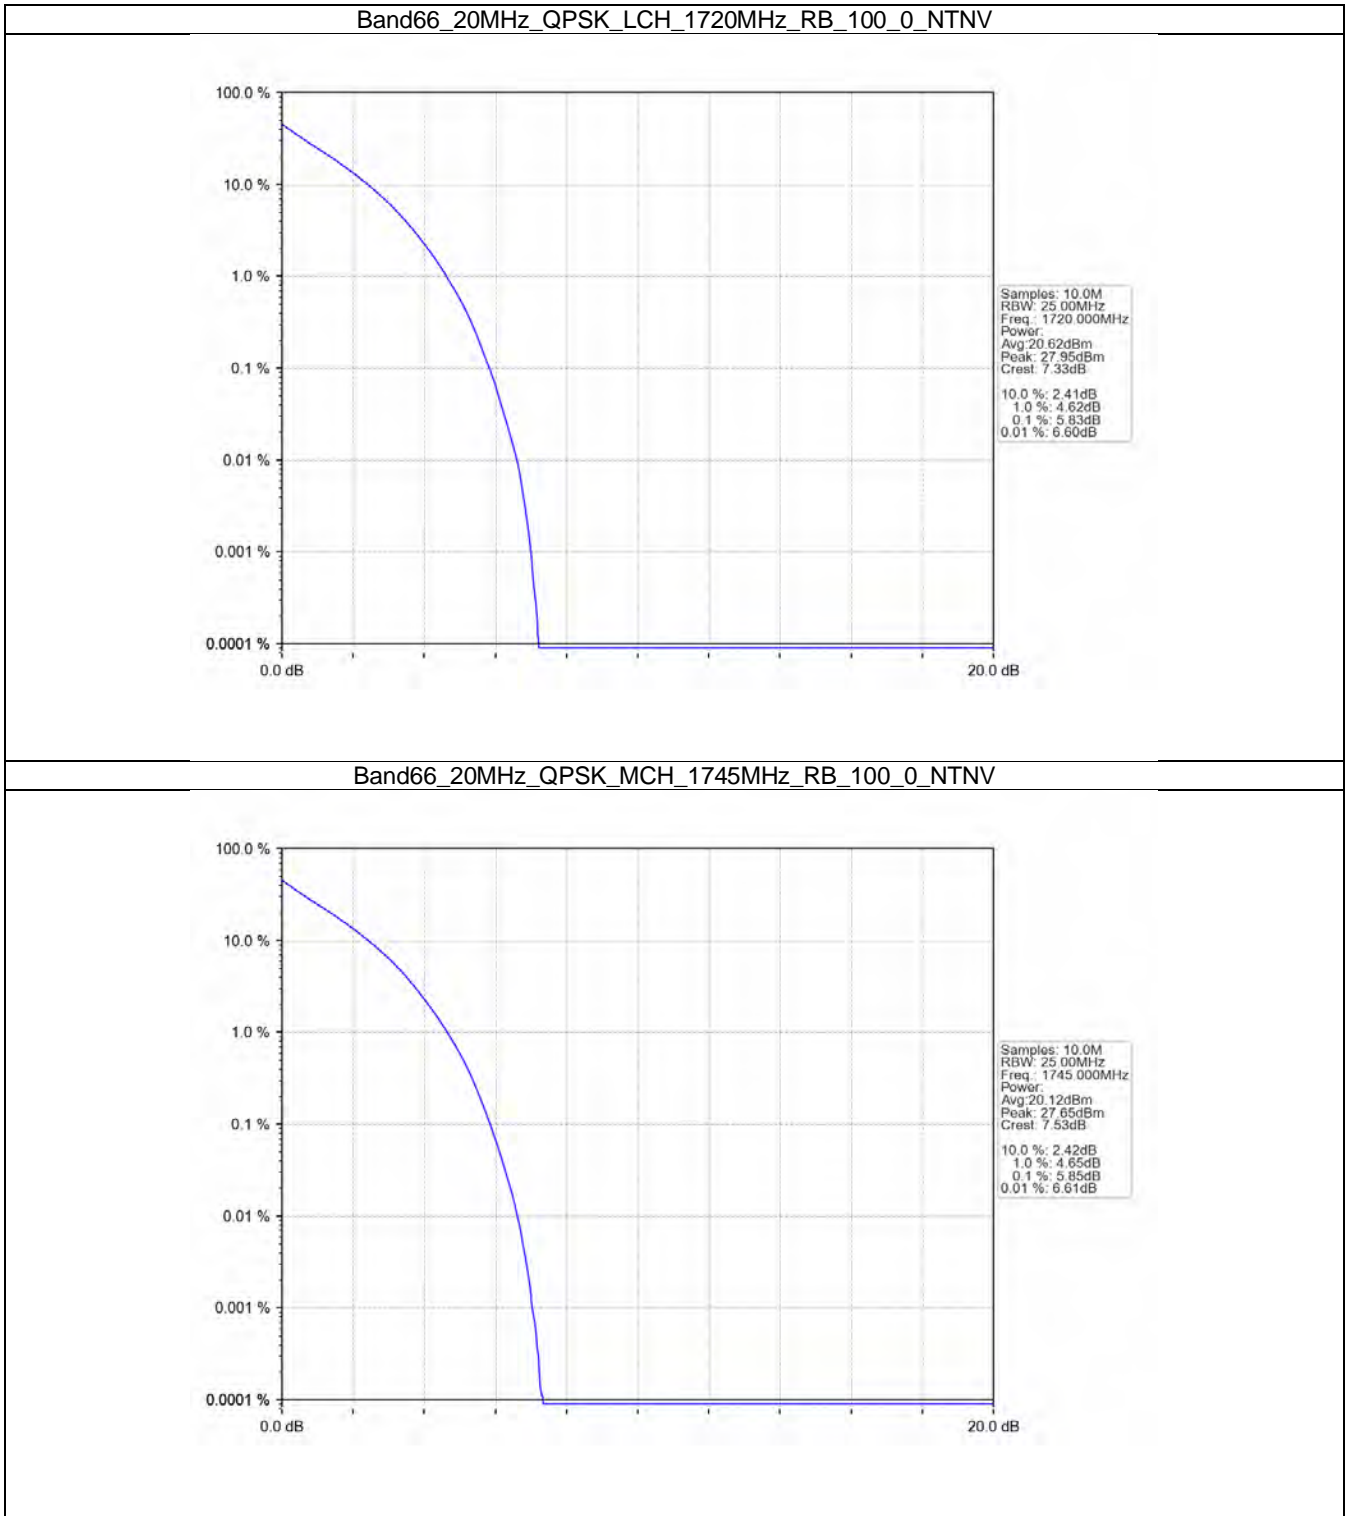 Band66_20MHz_QPSK_LCH_1720MHz_RB_100_0_NTNV
100.0 %
10.0 %
1.0 %
0.1 %
0.01 %
0.001 %
0.0001 %
0.0 dB
20.0 dB
Samples: 10.0M
RBW: 25.00MHz
Freq.: 1720.000MHz
Power:
Avg:20.62dBm
Peak: 27.95dBm
Crest: 7.33dB
10.0 %: 2.41dB
1.0 %: 4.62dB
0.1 %: 5.83dB
0.01 %: 6.60dB
Band66_20MHz_QPSK_MCH_1745MHz_RB_100_0_NTNV
100.0 %
10.0 %
1.0 %
0.1 %
0.01 %
0.001 %
0.0001 %
0.0 dB
20.0 dB
Samples: 10.0M
RBW: 25.00MHz
Freq.: 1745.000MHz
Power:
Avg:20.12dBm
Peak: 27.65dBm
Crest: 7.53dB
10.0 %: 2.42dB
1.0 %: 4.65dB
0.1 %: 5.85dB
0.01 %: 6.61dB